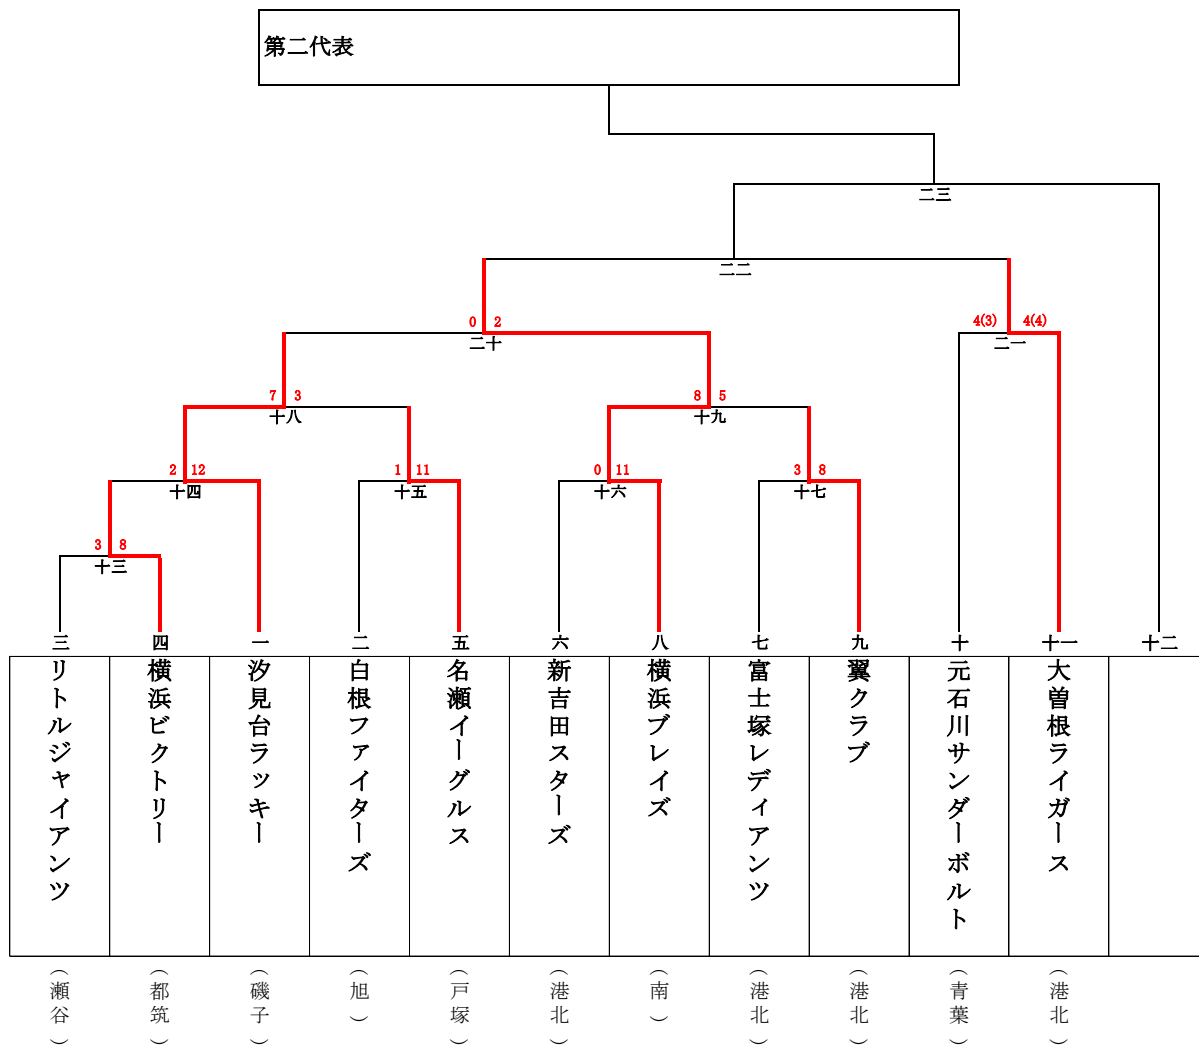 第二代表
二三
二二
0 2
4(3) 4(4)
二十
二一
7 3
8 5
十八
十九
2 12
1 11
0 11
3 8
十四
十五
十六
十七
3 8
十三
三
四
一
二
五
六
八
七
九
十
十一
十二
リトルジャイアンツ
横浜ビクトリー
汐見台ラッキー
白根ファイターズ
名瀬イーグルス
新吉田スターズ
横浜ブレイズ
富士塚レディアンツ
翼クラブ
元石川サンダーボルト
大曽根ライガース
（瀬谷）
（都筑）
（磯子）
（旭）
（戸塚）
（港北）
（南）
（港北）
（港北）
（青葉）
（港北）